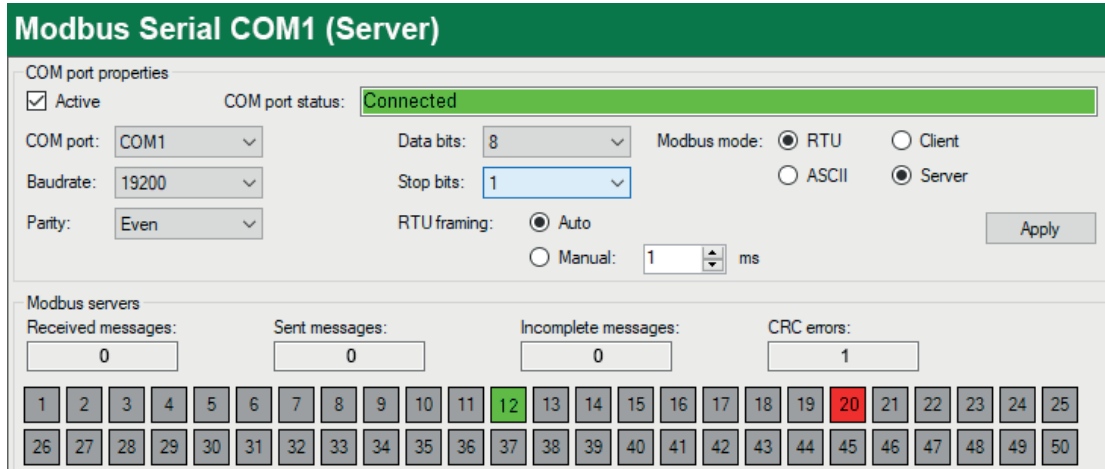 Modbus Serial COM1 (Server)
COM port properties
Active COM port status: Connected
COM port: COM1 Data bits: 8 Modbus mode: RTU Client
Baudrate: 19200 Stop bits: 1 ASCII Server
Parity: Even RTU framing: Auto Apply
Manual: 1 ms
Modbus servers
Received messages: Sent messages: Incomplete messages: CRC errors:
0 0 0 1
1 2 3 4 5 6 7 8 9 10 11 12 13 14 15 16 17 18 19 20 21 22 23 24 25
26 27 28 29 30 31 32 33 34 35 36 37 38 39 40 41 42 43 44 45 46 47 48 49 50